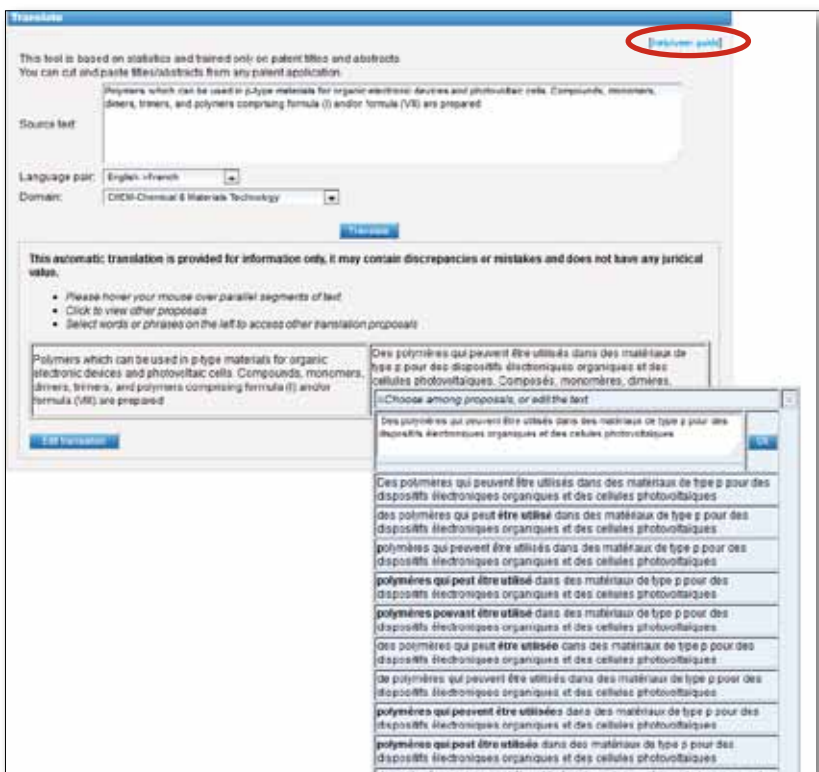 Translate
[help/user guide]
This tool is based on statistics and trained only on patent titles and abstracts
You can cut and paste titles/abstracts from any patent application.
Polymers which can be used in p-type materials for organic electronic devices and photovoltaic cells. Compounds, monomers,
dimers, trimers, and polymers comprising formula (I) and/or formula (VIII) are prepared
Source text:
Language pair: English->French
Domain: CHEM-Chemical & Materials Technology
Translate
This automatic translation is provided for information only, it may contain discrepancies or mistakes and does not have any juridical
value.
• Please hover your mouse over parallel segments of text
• Click to view other proposals
• Select words or phrases on the left to access other translation proposals
Polymers which can be used in p-type materials for organic
electronic devices and photovoltaic cells. Compounds, monomers,
dimers, trimers, and polymers comprising formula (I) and/or
formula (VIII) are prepared
Des polymères qui peuvent être utilisés dans des matériaux de
type p pour des dispositifs électroniques organiques et des
cellules photovoltaïques. Composés, monomères, dimères,
Edit translation
Choose among proposals, or edit the text
Des polymères qui peuvent être utilisés dans des matériaux de type p pour des
dispositifs électroniques organiques et des cellules photovoltaïques
Ok
Des polymères qui peuvent être utilisés dans des matériaux de type p pour des
dispositifs électroniques organiques et des cellules photovoltaïques
des polymères qui peut être utilisé dans des matériaux de type p pour des
dispositifs électroniques organiques et des cellules photovoltaïques
polymères qui peuvent être utilisés dans des matériaux de type p pour des
dispositifs électroniques organiques et des cellules photovoltaïques
polymères qui peut être utilisé dans des matériaux de type p pour des
dispositifs électroniques organiques et des cellules photovoltaïques
polymères pouvant être utilisé dans des matériaux de type p pour des
dispositifs électroniques organiques et des cellules photovoltaïques
des polymères qui peut être utilisée dans des matériaux de type p pour des
dispositifs électroniques organiques et des cellules photovoltaïques
de polymères qui peuvent être utilisés dans des matériaux de type p pour des
dispositifs électroniques organiques et des cellules photovoltaïques
polymères qui peuvent être utilisées dans des matériaux de type p pour des
dispositifs électroniques organiques et des cellules photovoltaïques
polymères qui peut être utilisée dans des matériaux de type p pour des
dispositifs électroniques organiques et des cellules photovoltaïques